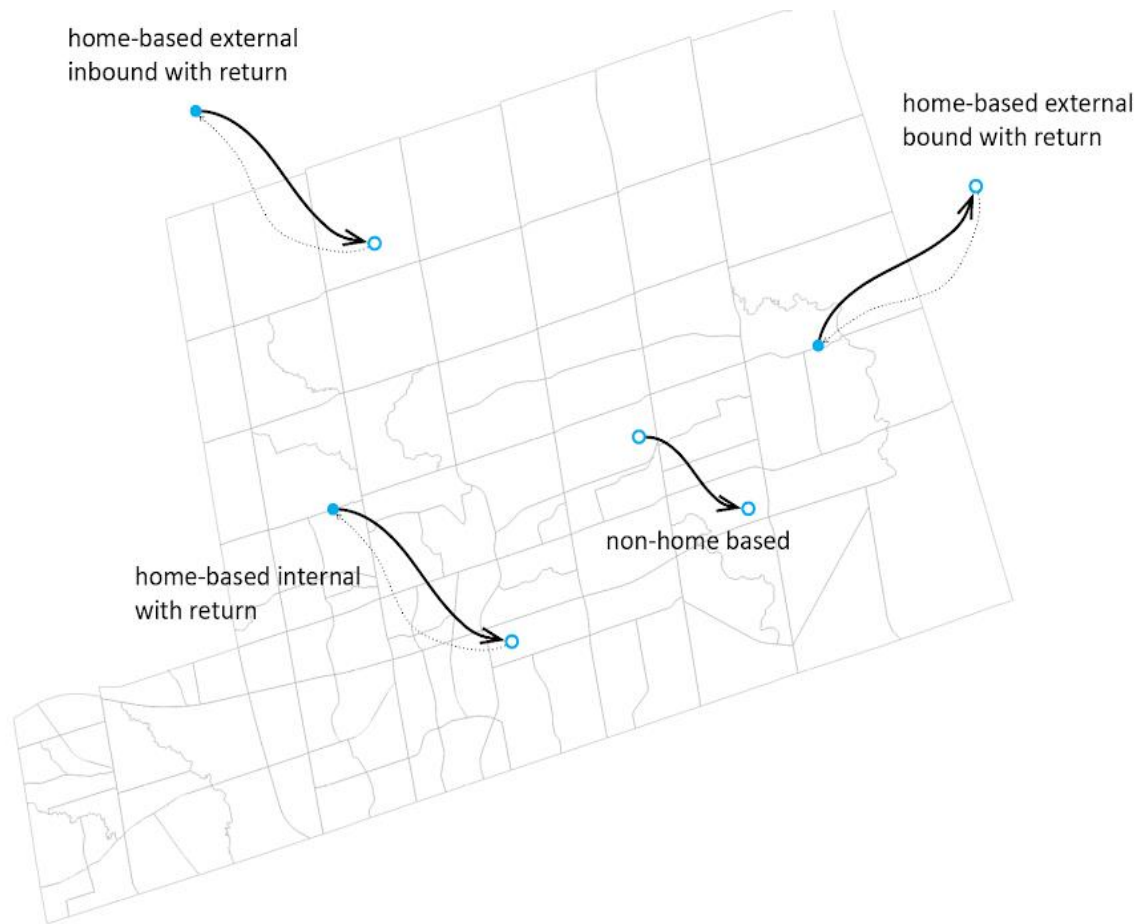 home-based external
inbound with return
home-based external
bound with return
non-home based
home-based internal
with return